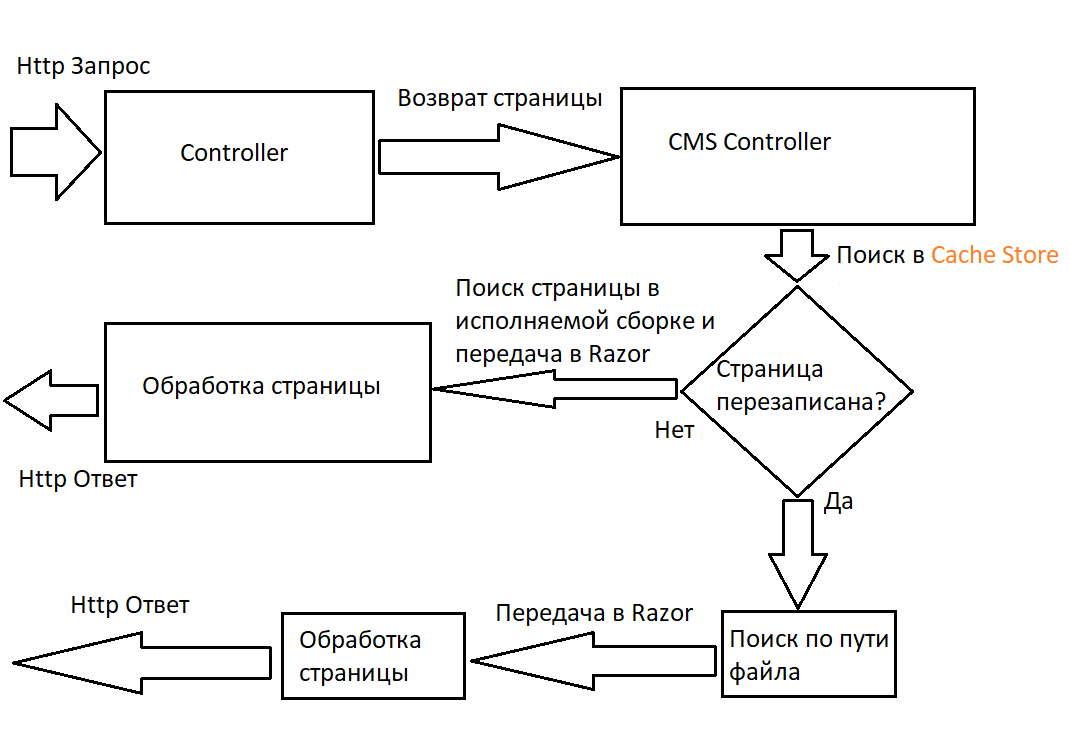 Http Запрос
Controller
Возврат страницы
CMS Controller
Поиск в Cache Store
Страница
перезаписана?
Поиск страницы в
исполняемой сборке и
передача в Razor
Нет
Обработка страницы
Http Ответ
Да
Поиск по пути
файла
Передача в Razor
Обработка
страницы
Http Ответ